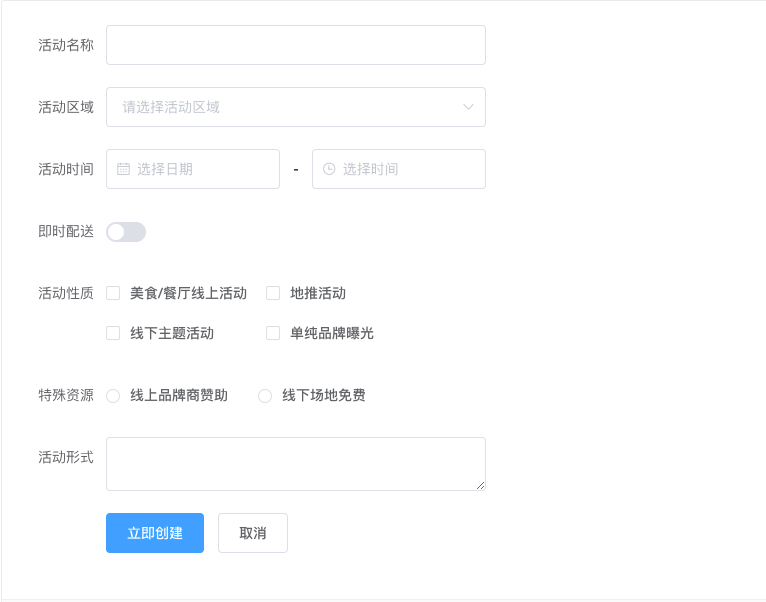 活动名称
活动区域 请选择活动区域
活动时间 选择日期 - 选择时间
即时配送
活动性质 美食/餐厅线上活动 地推活动
线下主题活动 单纯品牌曝光
特殊资源 线上品牌商赞助 线下场地免费
活动形式
立即创建 取消